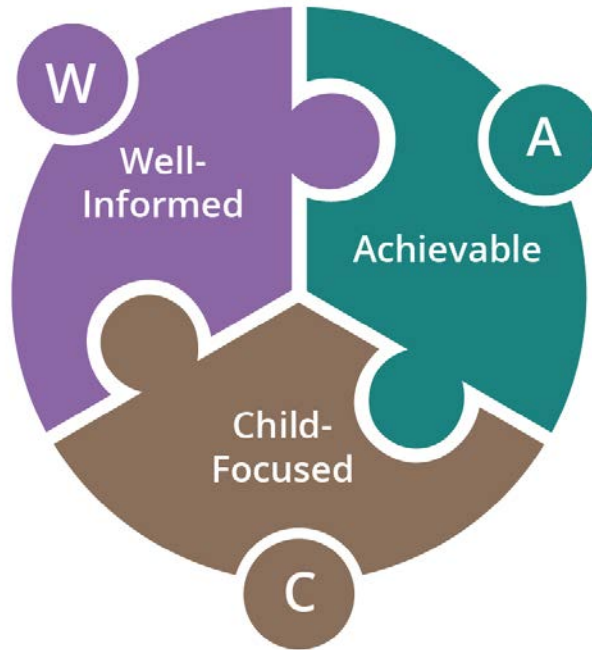 W
Well-
Informed
A
Achievable
Child-
Focused
C